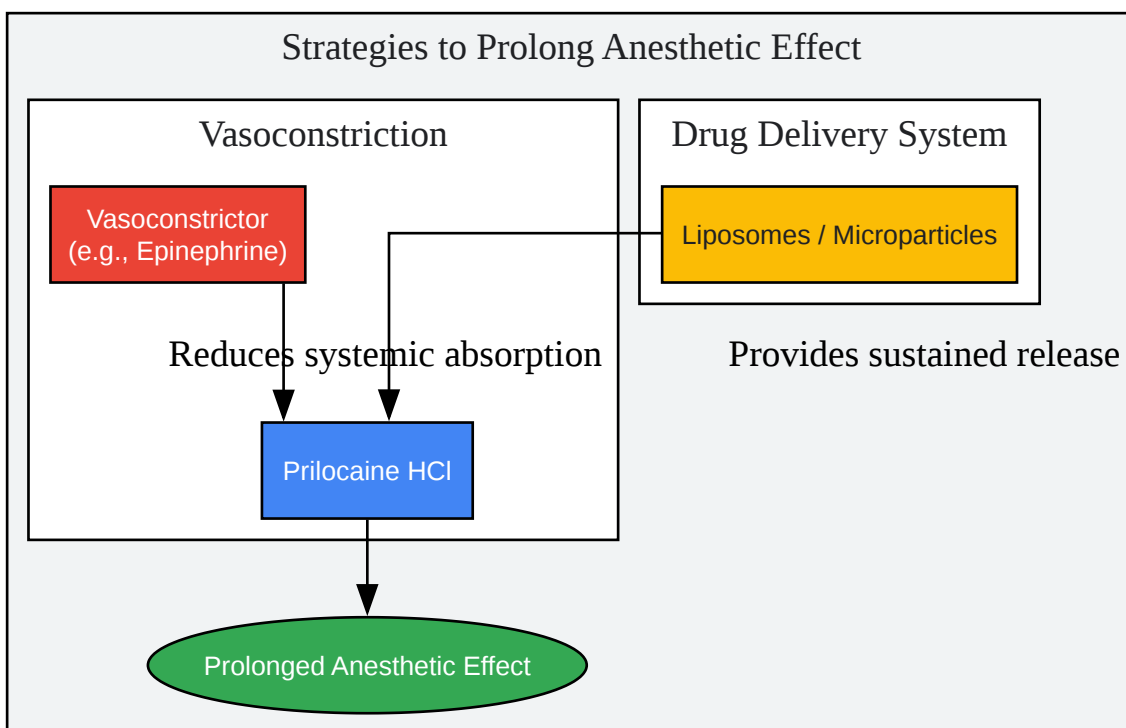 Strategies to Prolong Anesthetic Effect
Vasoconstriction
Drug Delivery System
Vasoconstrictor
(e.g., Epinephrine)
Liposomes / Microparticles
Reduces systemic absorption
Provides sustained release
Prilocaine HCl
Prolonged Anesthetic Effect